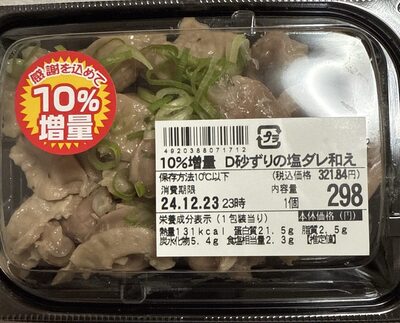 感謝を込めて
10%
増量
プラ
4920388071712
10%増量 D砂ずりの塩ダレ和え
保存方法10℃以下 (税込価格 321.84円)
消費期限 内容量
24.12.23 23時 1個 298
栄養成分表示(1包装当り) 本体価格(円)
熱量131kcal 蛋白質21.5g 脂質2.5g
炭水化物5.4g 食塩相当量2.3g 【推定値】